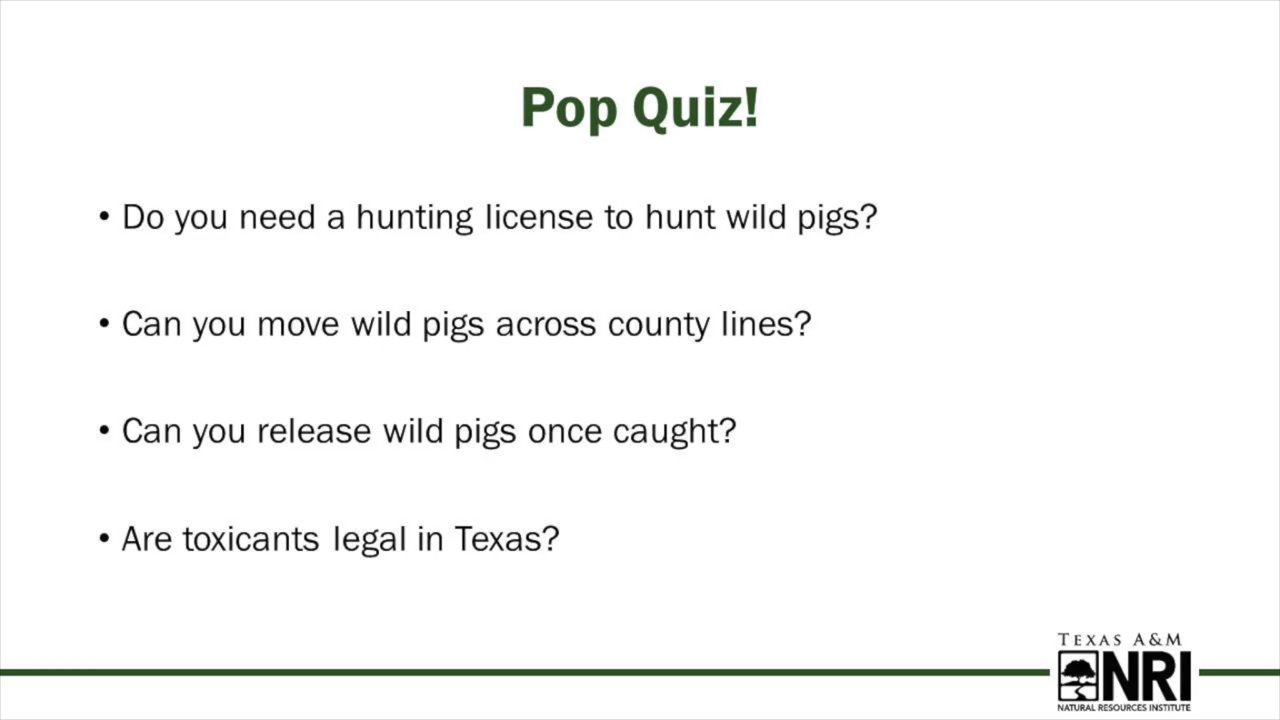 Pop Quiz!
• Do you need a hunting license to hunt wild pigs?
• Can you move wild pigs across county lines?
• Can you release wild pigs once caught?
• Are toxicants legal in Texas?
TEXAS A&M
NRI
NATURAL RESOURCES INSTITUTE